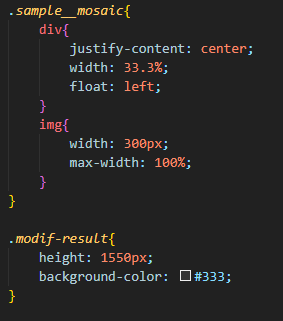 .sample__mosaic{
div{
justify-content: center;
width: 33.3%;
float: left;
}
img{
width: 300px;
max-width: 100%;
}
}
.modif-result{
height: 1550px;
background-color: #333;
}